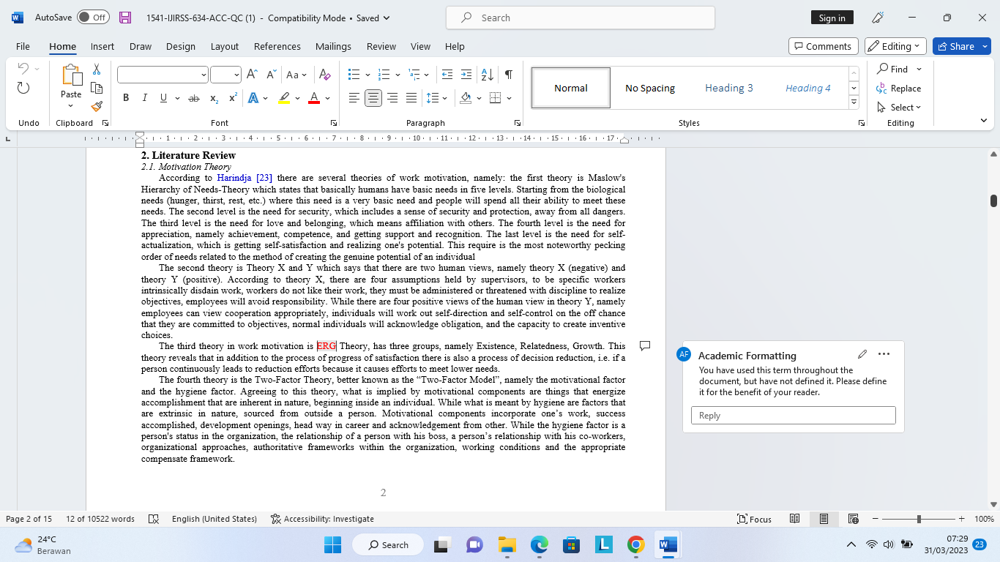 AutoSave Off 1541-IJIRSS-634-ACC-QC (1) - Compatibility Mode • Saved Search Sign in
File Home Insert Draw Design Layout References Mailings Review View Help Comments Editing Share
Paste Find
Aa A Replace
B I U ab x₂ x² A A Select
Normal No Spacing Heading 3 Heading 4
Undo Clipboard Font Paragraph Styles Editing
1 2 3 4 5 6 7 8 9 10 11 12 13 14 15 16 17
2. Literature Review
2.1. Motivation Theory
According to Harindja [23] there are several theories of work motivation, namely: the first theory is Maslow's
Hierarchy of Needs-Theory which states that basically humans have basic needs in five levels. Starting from the biological
needs (hunger, thirst, rest, etc.) where this need is a very basic need and people will spend all their ability to meet these
needs. The second level is the need for security, which includes a sense of security and protection, away from all dangers.
The third level is the need for love and belonging, which means affiliation with others. The fourth level is the need for
appreciation, namely achievement, competence, and getting support and recognition. The last level is the need for self-
actualization, which is getting self-satisfaction and realizing one's potential. This require is the most noteworthy pecking
order of needs related to the method of creating the genuine potential of an individual
The second theory is Theory X and Y which says that there are two human views, namely theory X (negative) and
theory Y (positive). According to theory X, there are four assumptions held by supervisors, to be specific workers
intrinsically disdain work, workers do not like their work, they must be administered or threatened with discipline to realize
objectives, employees will avoid responsibility. While there are four positive views of the human view in theory Y, namely
employees can view cooperation appropriately, individuals will work out self-direction and self-control on the off chance
that they are committed to objectives, normal individuals will acknowledge obligation, and the capacity to create inventive
choices.
The third theory in work motivation is ERG Theory, has three groups, namely Existence, Relatedness, Growth. This
theory reveals that in addition to the process of progress of satisfaction there is also a process of decision reduction, i.e. if a
person continuously leads to reduction efforts because it causes efforts to meet lower needs.
The fourth theory is the Two-Factor Theory, better known as the “Two-Factor Model”, namely the motivational factor
and the hygiene factor. Agreeing to this theory, what is implied by motivational components are things that energize
accomplishment that are inherent in nature, beginning inside an individual. While what is meant by hygiene are factors that
are extrinsic in nature, sourced from outside a person. Motivational components incorporate one’s work, success
accomplished, development openings, head way in career and acknowledgement from other. While the hygiene factor is a
person's status in the organization, the relationship of a person with his boss, a person’s relationship with his co-workers,
organizational approaches, authoritative frameworks within the organization, working conditions and the appropriate
compensate framework.
2
AF Academic Formatting
You have used this term throughout the
document, but have not defined it. Please define
it for the benefit of your reader.
Reply
Page 2 of 15 12 of 10522 words English (United States) Accessibility: Investigate Focus 100%
24°C
Berawan
Search
07:29
31/03/2023
23